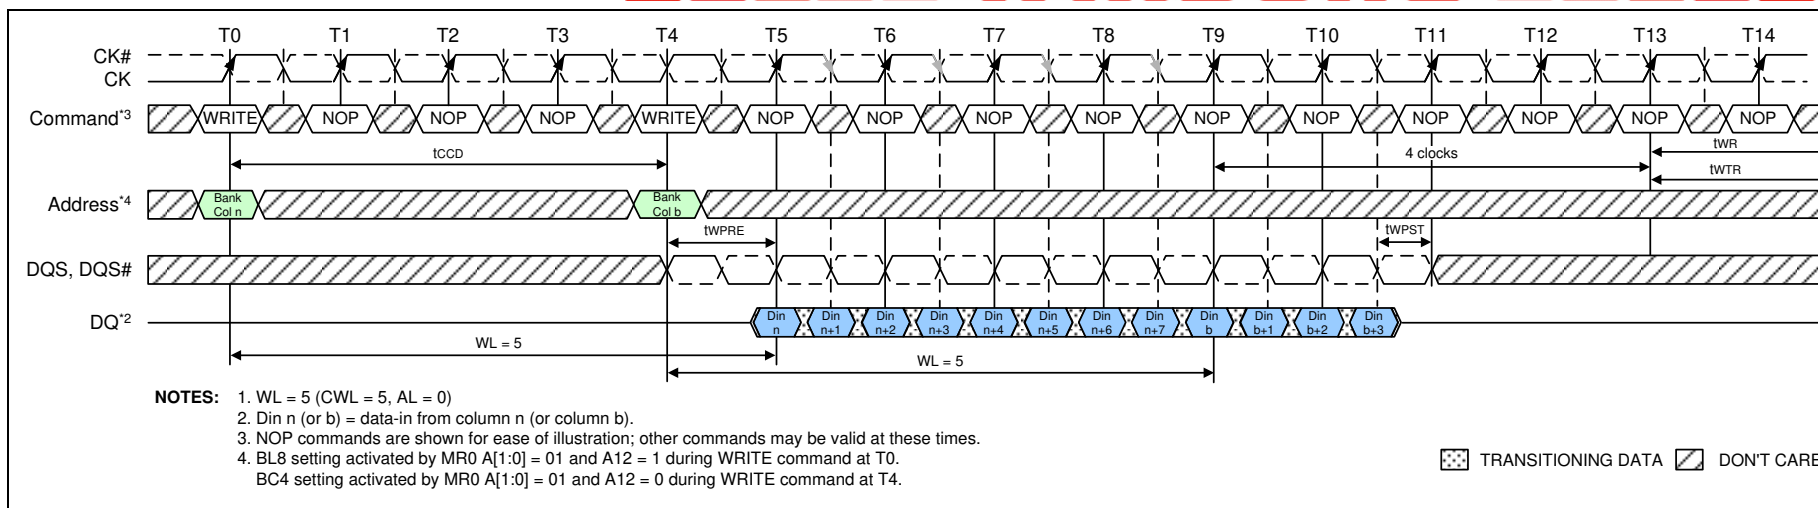 T0 T1 T2 T3 T4 T5 T6 T7 T8 T9 T10 T11 T12 T13 T14
CK#
CK
Command*3 WRITE NOP NOP NOP WRITE NOP NOP NOP NOP NOP NOP NOP NOP NOP NOP
tCCD 4 clocks tWR
tWTR
Address*4 Bank Col n Bank Col b
tWPRE tWPST
DQS, DQS#
DQ*2 Din n Din n+1 Din n+2 Din n+3 Din n+4 Din n+5 Din n+6 Din n+7 Din b Din b+1 Din b+2 Din b+3
WL = 5 WL = 5
NOTES: 1. WL = 5 (CWL = 5, AL = 0)
2. Din n (or b) = data-in from column n (or column b).
3. NOP commands are shown for ease of illustration; other commands may be valid at these times.
4. BL8 setting activated by MR0 A[1:0] = 01 and A12 = 1 during WRITE command at T0.
BC4 setting activated by MR0 A[1:0] = 01 and A12 = 0 during WRITE command at T4.
TRANSITIONING DATA DON'T CARE